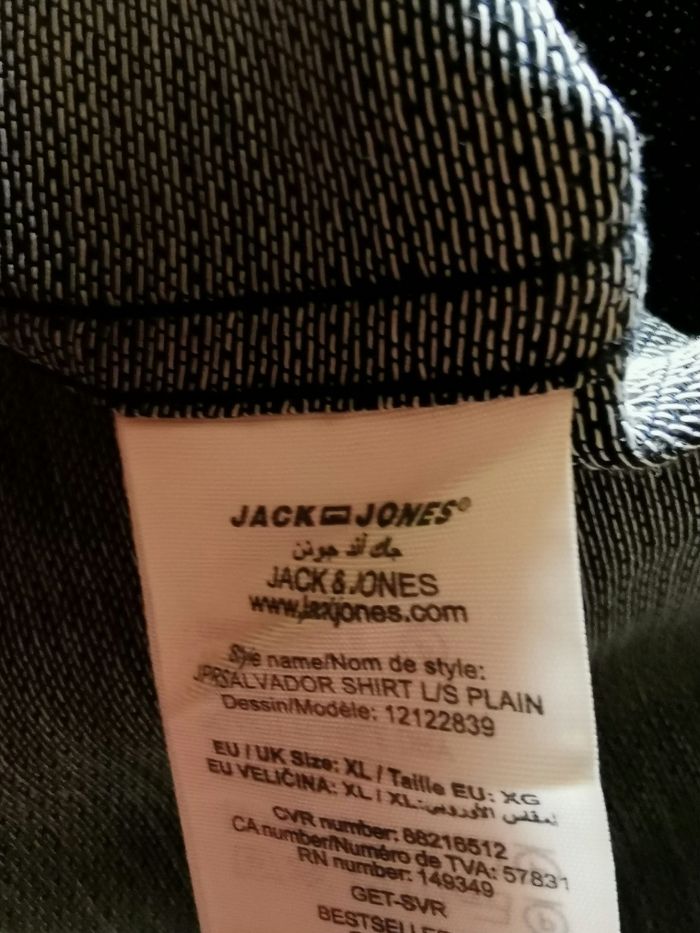 JACK JONES®
جاك أند جونز
JACK & JONES
www.jackjones.com
Style name/Nom de style:
JPRSALVADOR SHIRT L/S PLAIN
Dessin/Modèle: 12122839
EU / UK Size: XL / Taille EU: XG
EU VELIČINA: XL / XL :المقاس الأوروبي
CVR number: 88216512
CA number/Numéro de TVA: 57831
RN number: 149349
GET-SVR